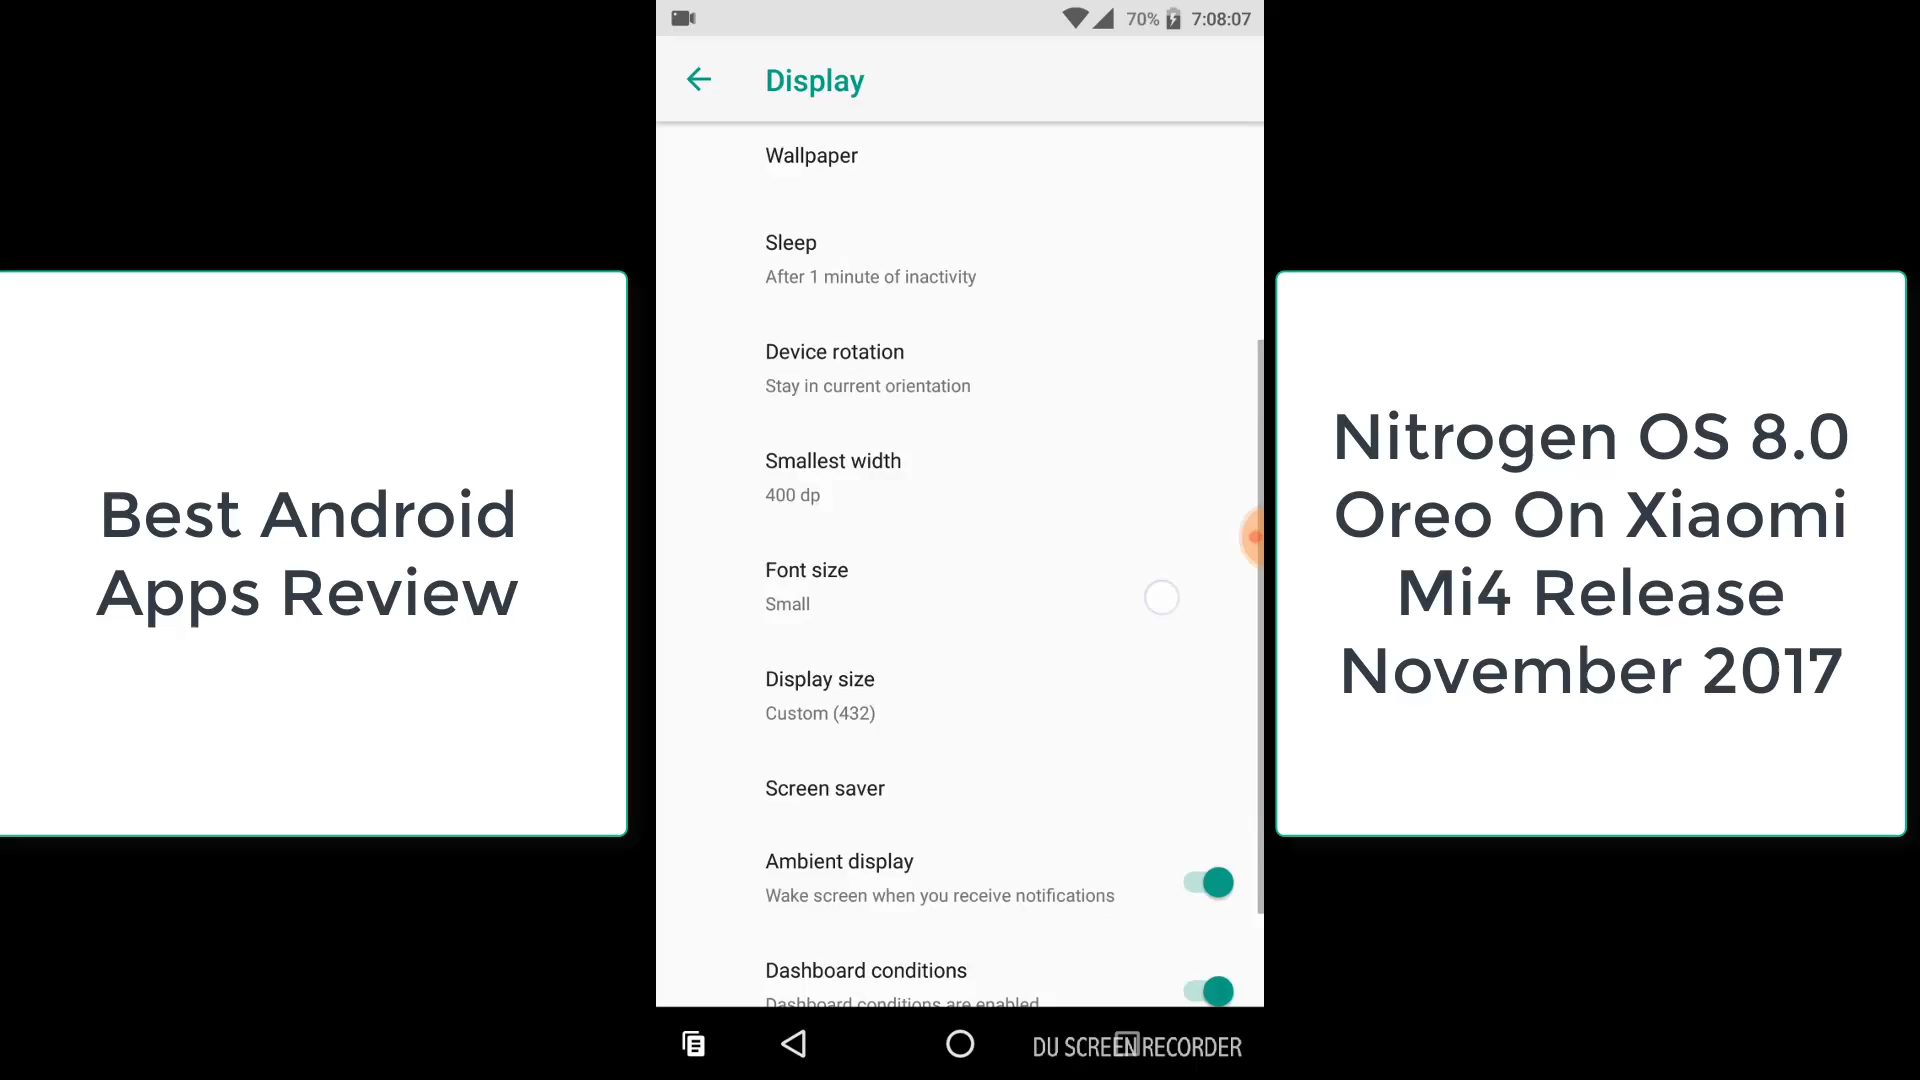 70% 7:08:07
Display
Wallpaper
Sleep
After 1 minute of inactivity
Device rotation
Stay in current orientation
Smallest width
400 dp
Font size
Small
Display size
Custom (432)
Screen saver
Ambient display
Wake screen when you receive notifications
Dashboard conditions
Dashboard conditions are enabled
DU SCREEN RECORDER
Best Android
Apps Review
Nitrogen OS 8.0
Oreo On Xiaomi
Mi4 Release
November 2017